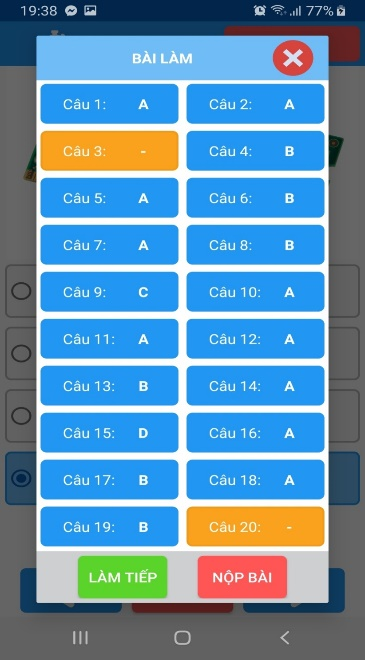 19:38 77%
BÀI LÀM
Câu 1: A Câu 2: A
Câu 3: - Câu 4: B
Câu 5: A Câu 6: B
Câu 7: A Câu 8: B
Câu 9: C Câu 10: A
Câu 11: A Câu 12: A
Câu 13: B Câu 14: A
Câu 15: D Câu 16: A
Câu 17: B Câu 18: A
Câu 19: B Câu 20: -
LÀM TIẾP NỘP BÀI